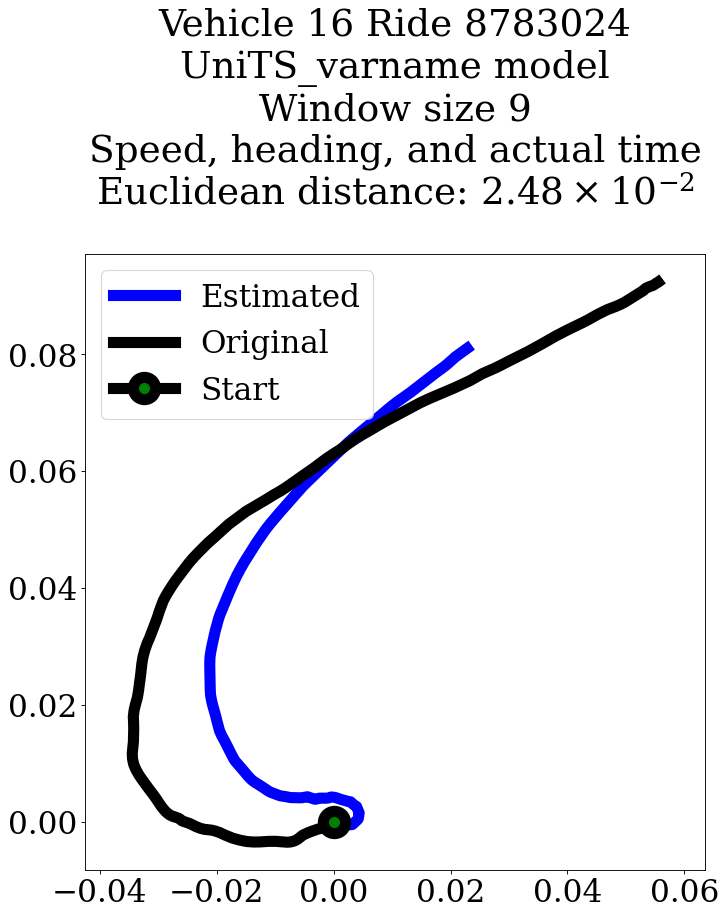 Vehicle 16 Ride 8783024
UniTS_varname model
Window size 9
Speed, heading, and actual time
Euclidean distance: 2.48 × 10⁻²
Estimated
Original
Start
0.08
0.06
0.04
0.02
0.00
−0.04 −0.02 0.00 0.02 0.04 0.06